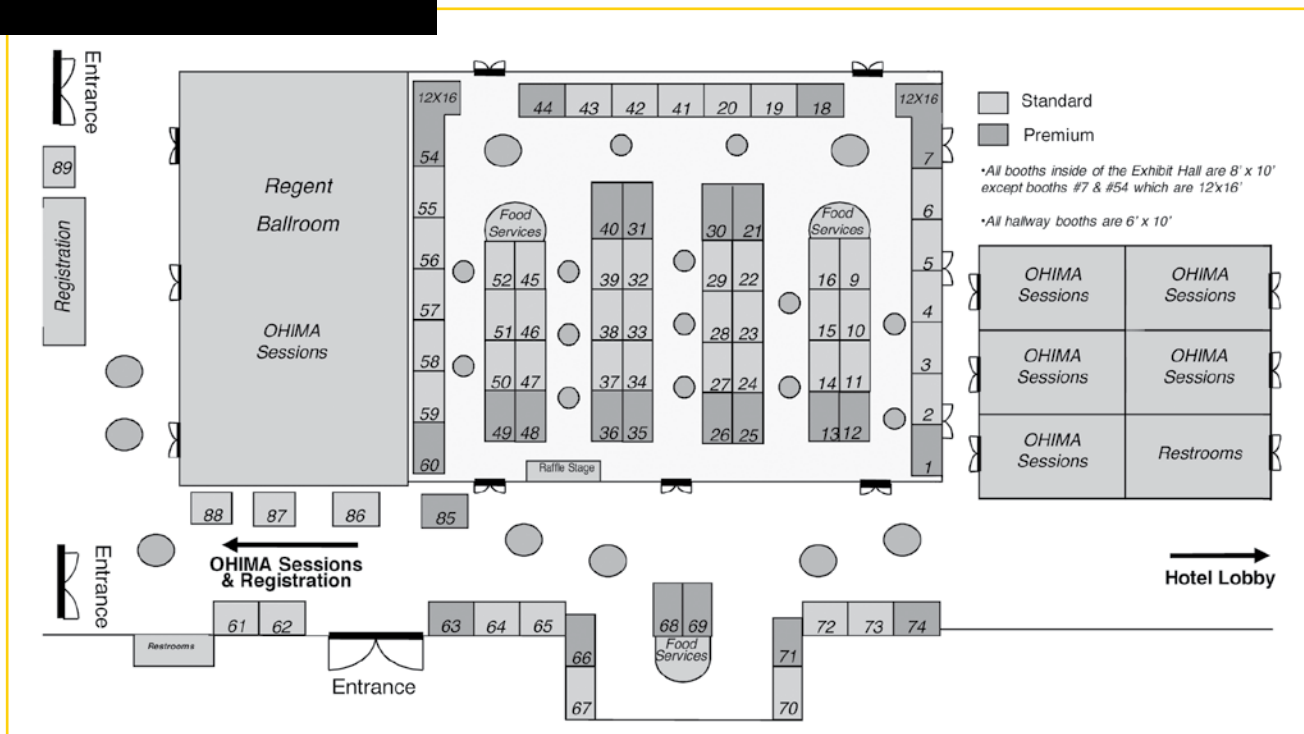 Entrance
89
Registration
Regent
Ballroom
OHIMA
Sessions
12X16
54
55
56
57
58
59
60
44 43 42 41 20 19 18
12X16
7
6
5
4
3
2
1
Food
Services
52 45
51 46
50 47
49 48
40 31
39 32
38 33
37 34
36 35
30 21
29 22
28 23
27 24
26 25
Food
Services
16 9
15 10
14 11
13 12
Raffle Stage
Standard
Premium
•All booths inside of the Exhibit Hall are 8' x 10'
except booths #7 & #54 which are 12'x16'
•All hallway booths are 6' x 10'
OHIMA
Sessions
OHIMA
Sessions
OHIMA
Sessions
OHIMA
Sessions
OHIMA
Sessions
Restrooms
88 87 86 85
OHIMA Sessions
& Registration
Hotel Lobby
Entrance
61 62
Restrooms
Entrance
63 64 65
66
67
68 69
Food
Services
71
70
72 73 74